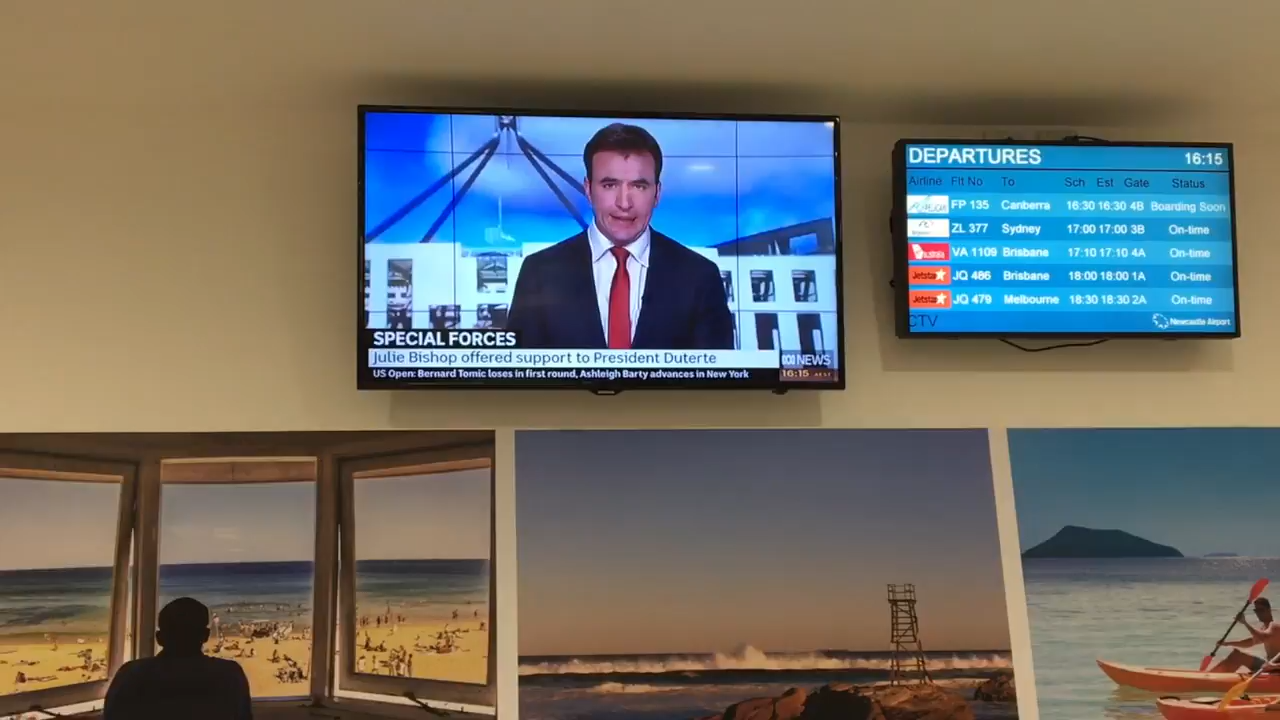 SPECIAL FORCES
Julie Bishop offered support to President Duterte
US Open: Bernard Tomic loses in first round, Ashleigh Barty advances in New York
NEWS
16:15
DEPARTURES 16:15
Airline Flt No To Sch Est Gate Status
FP 135 Canberra 16:30 16:30 4B Boarding Soon
ZL 377 Sydney 17:00 17:00 3B On-time
VA 1109 Brisbane 17:10 17:10 4A On-time
Jetstar JQ 486 Brisbane 18:00 18:00 1A On-time
Jetstar JQ 479 Melbourne 18:30 18:30 2A On-time
CTV Newcastle Airport